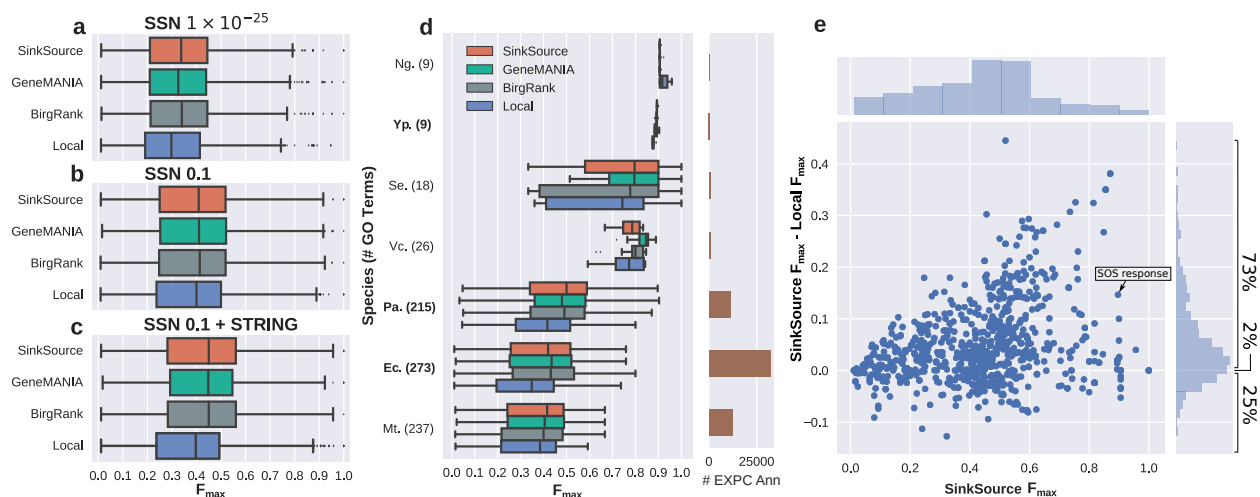 a
SSN 1 × 10⁻²⁵
SinkSource
GeneMANIA
BirgRank
Local
b
SSN 0.1
SinkSource
GeneMANIA
BirgRank
Local
c
SSN 0.1 + STRING
SinkSource
GeneMANIA
BirgRank
Local
0.0 0.1 0.2 0.3 0.4 0.5 0.6 0.7 0.8 0.9 1.0
Fmax
d
Species (# GO Terms)
SinkSource
GeneMANIA
BirgRank
Local
Ng. (9)
Yp. (9)
Se. (18)
Vc. (26)
Pa. (215)
Ec. (273)
Mt. (237)
0.0 0.1 0.2 0.3 0.4 0.5 0.6 0.7 0.8 0.9 1.0
Fmax
0 25000
# EXPC Ann
e
SinkSource Fmax - Local Fmax
0.4
0.3
0.2
0.1
0.0
−0.1
SOS response
0.0 0.2 0.4 0.6 0.8 1.0
SinkSource Fmax
73%
2%
25%